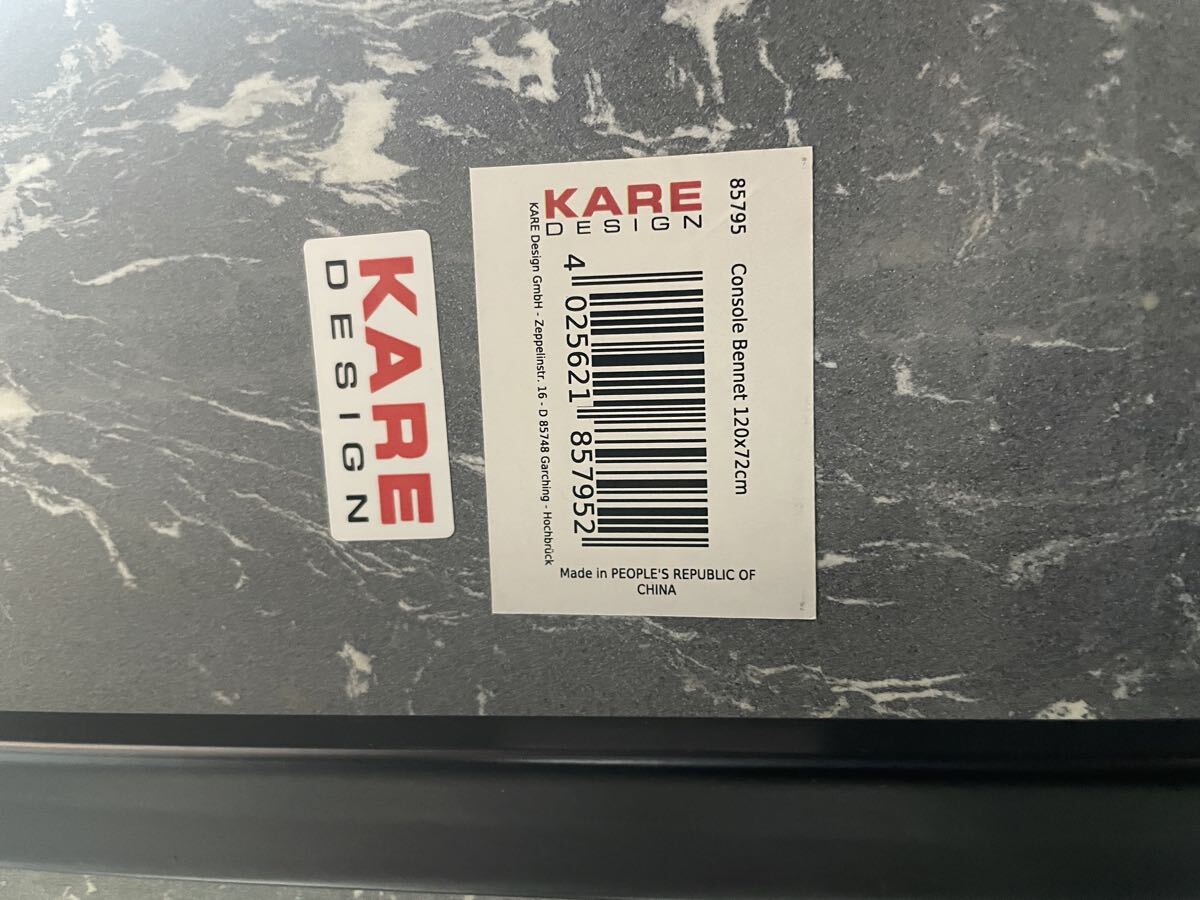 KARE
DESIGN
85795 Console Bennet 120x72cm
KARE
DESIGN
4 025621 857952
KARE Design GmbH - Zeppelinstr. 16 - D 85748 Garching - Hochbrück
Made in PEOPLE'S REPUBLIC OF
CHINA